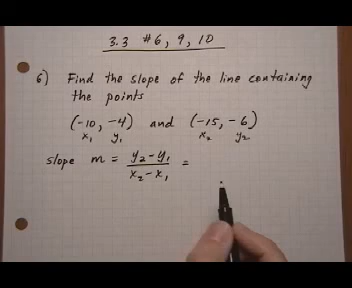 3.3 #6, 9, 10
6) Find the slope of the line containing
the points
(-10, -4) and (-15, -6)
x₁ y₁ x₂ y₂
slope m = y₂-y₁ / x₂-x₁ =